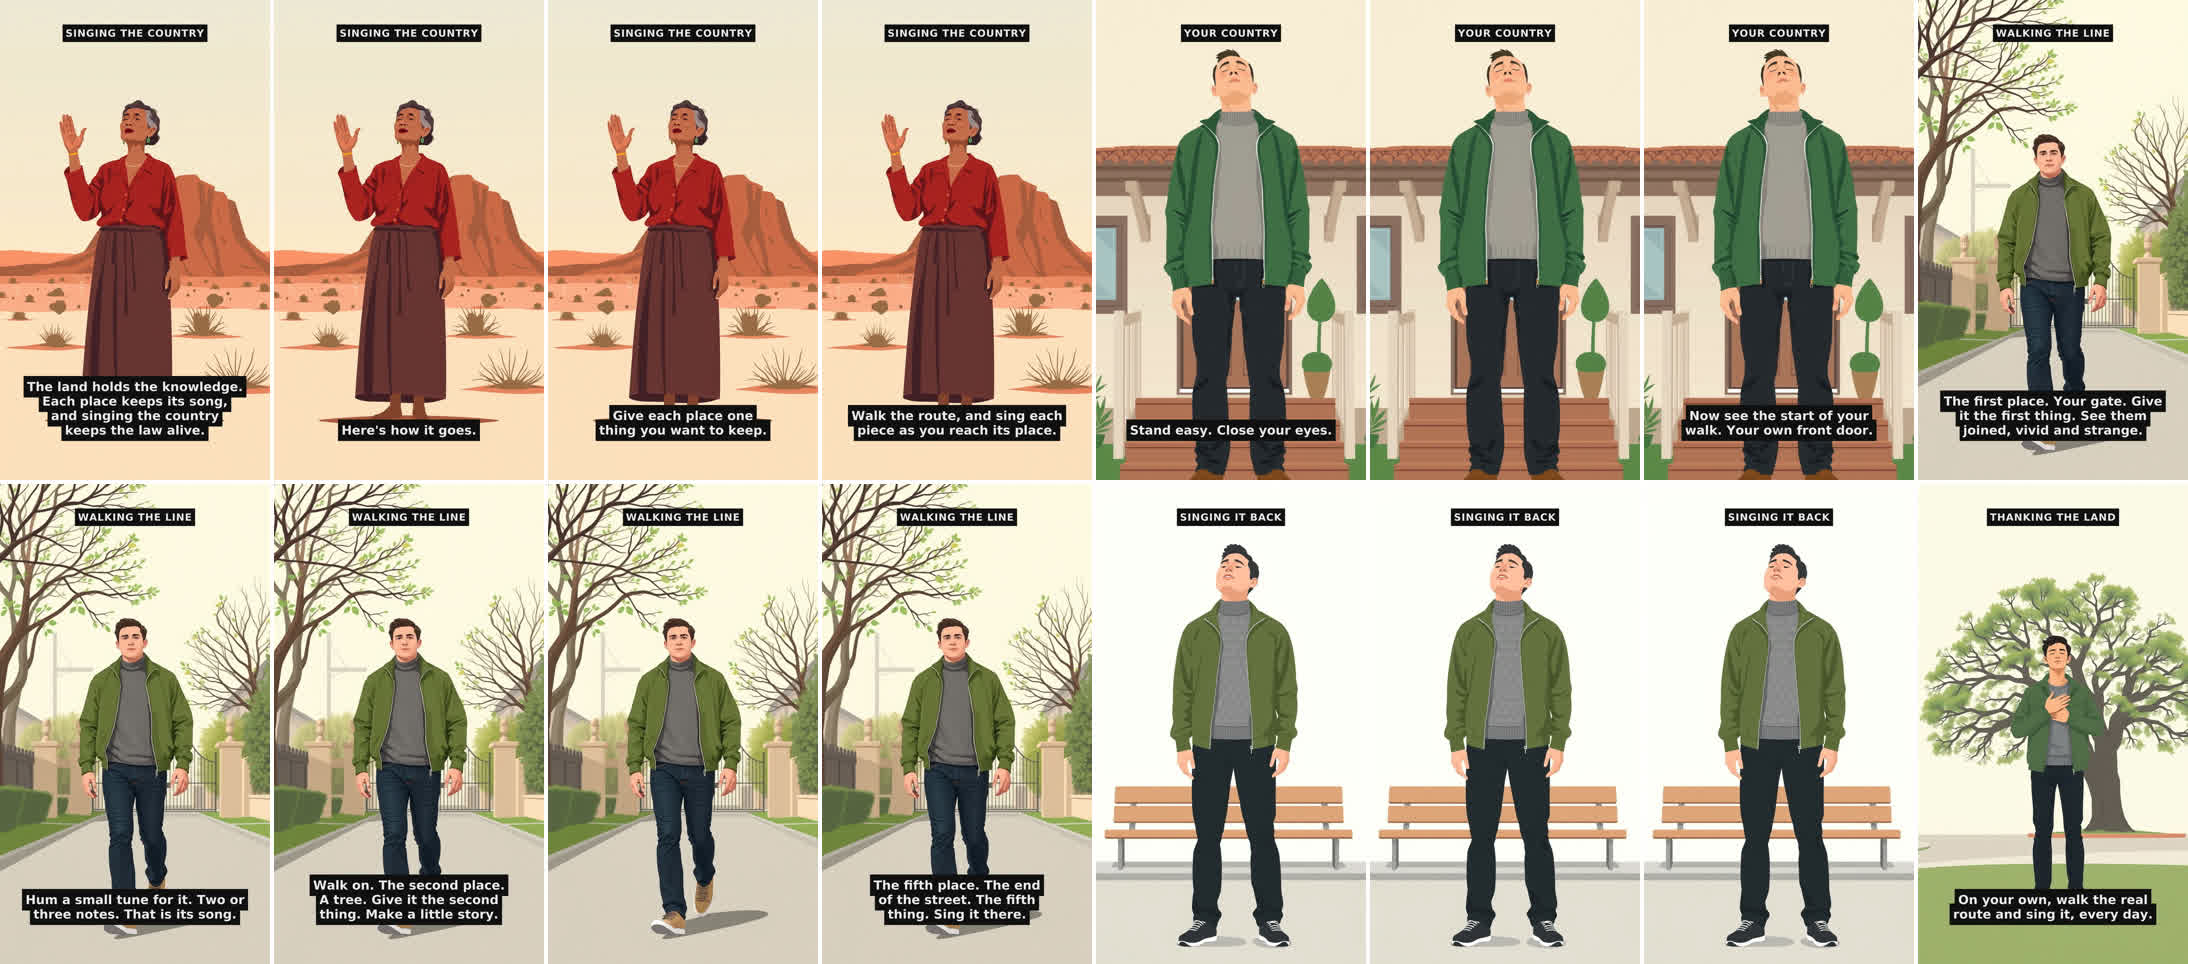 SINGING THE COUNTRY
The land holds the knowledge.
Each place keeps its song,
and singing the country
keeps the law alive.
SINGING THE COUNTRY
Here's how it goes.
SINGING THE COUNTRY
Give each place one
thing you want to keep.
SINGING THE COUNTRY
Walk the route, and sing each
piece as you reach its place.
YOUR COUNTRY
Stand easy. Close your eyes.
YOUR COUNTRY
YOUR COUNTRY
Now see the start of your
walk. Your own front door.
WALKING THE LINE
The first place. Your gate. Give
it the first thing. See them
joined, vivid and strange.
WALKING THE LINE
Hum a small tune for it. Two or
three notes. That is its song.
WALKING THE LINE
Walk on. The second place.
A tree. Give it the second
thing. Make a little story.
WALKING THE LINE
WALKING THE LINE
The fifth place. The end
of the street. The fifth
thing. Sing it there.
SINGING IT BACK
SINGING IT BACK
SINGING IT BACK
THANKING THE LAND
On your own, walk the real
route and sing it, every day.